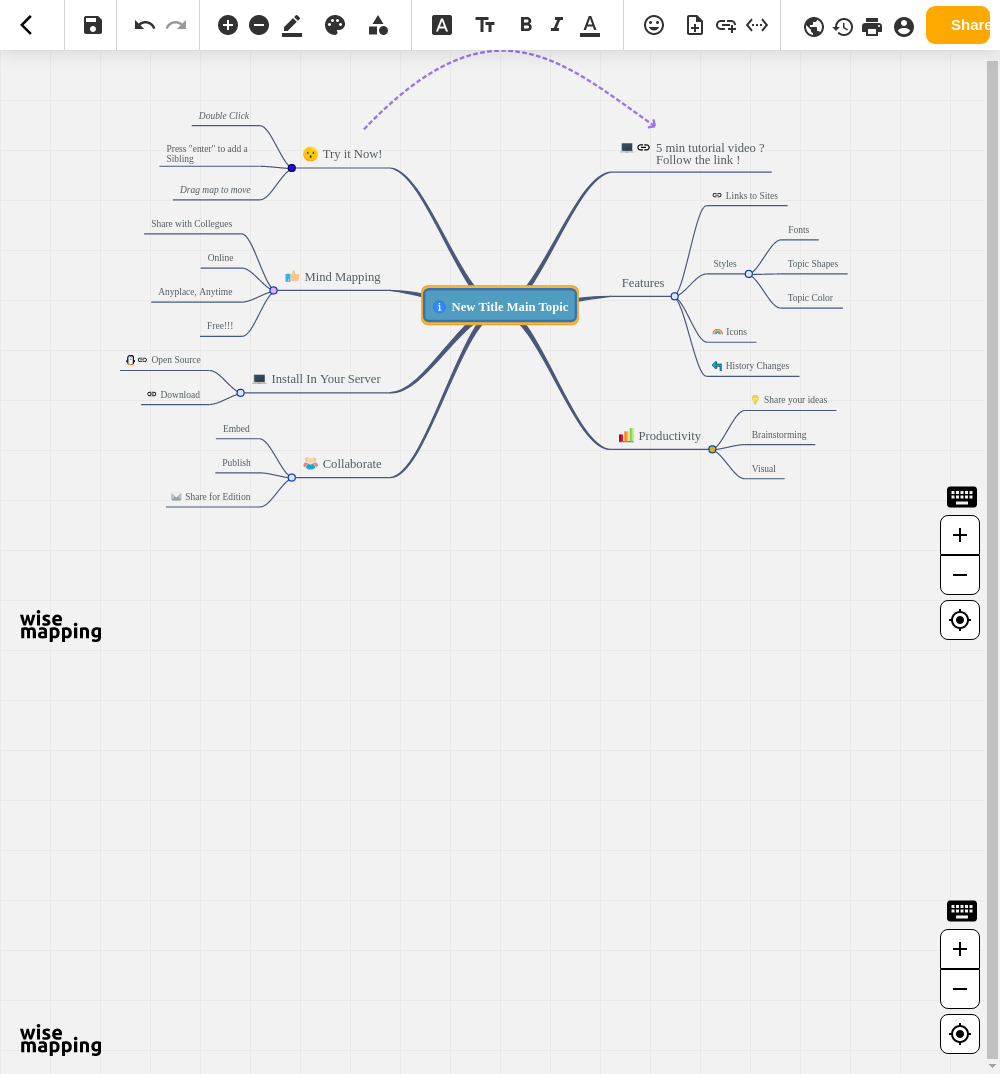 Share
Double Click
Press "enter" to add a
Sibling
Drag map to move
Try it Now!
5 min tutorial video ?
Follow the link !
Share with Collegues
Online
Anyplace, Anytime
Free!!!
Mind Mapping
New Title Main Topic
Features
Links to Sites
Styles
Fonts
Topic Shapes
Topic Color
Icons
History Changes
Open Source
Download
Install In Your Server
Embed
Publish
Share for Edition
Collaborate
Productivity
Share your ideas
Brainstorming
Visual
wise
mapping
wise
mapping